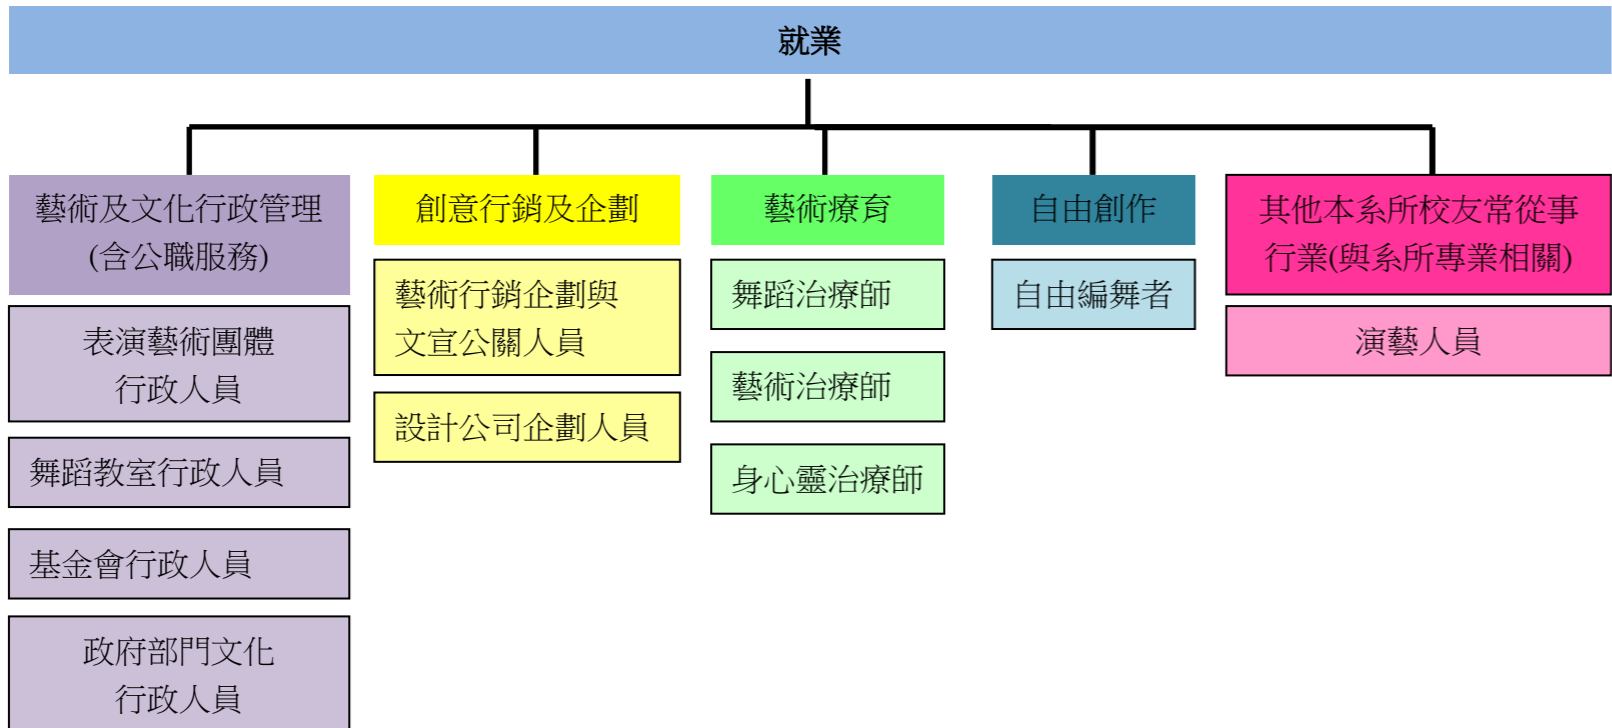 就業
藝術及文化行政管理
(含公職服務)
表演藝術團體
行政人員
舞蹈教室行政人員
基金會行政人員
政府部門文化
行政人員
創意行銷及企劃
藝術行銷企劃與
文宣公關人員
設計公司企劃人員
藝術療育
舞蹈治療師
藝術治療師
身心靈治療師
自由創作
自由編舞者
其他本系所校友常從事
行業(與系所專業相關)
演藝人員